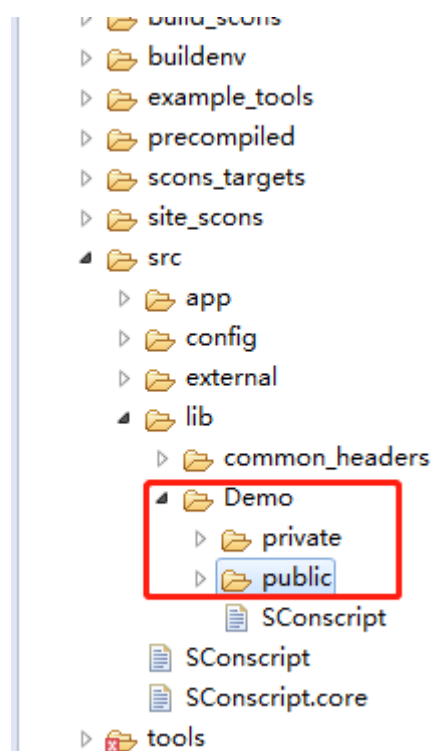 build_scons
buildenv
example_tools
precompiled
scons_targets
site_scons
src
app
config
external
lib
common_headers
Demo
private
public
SConscript
SConscript
SConscript.core
tools